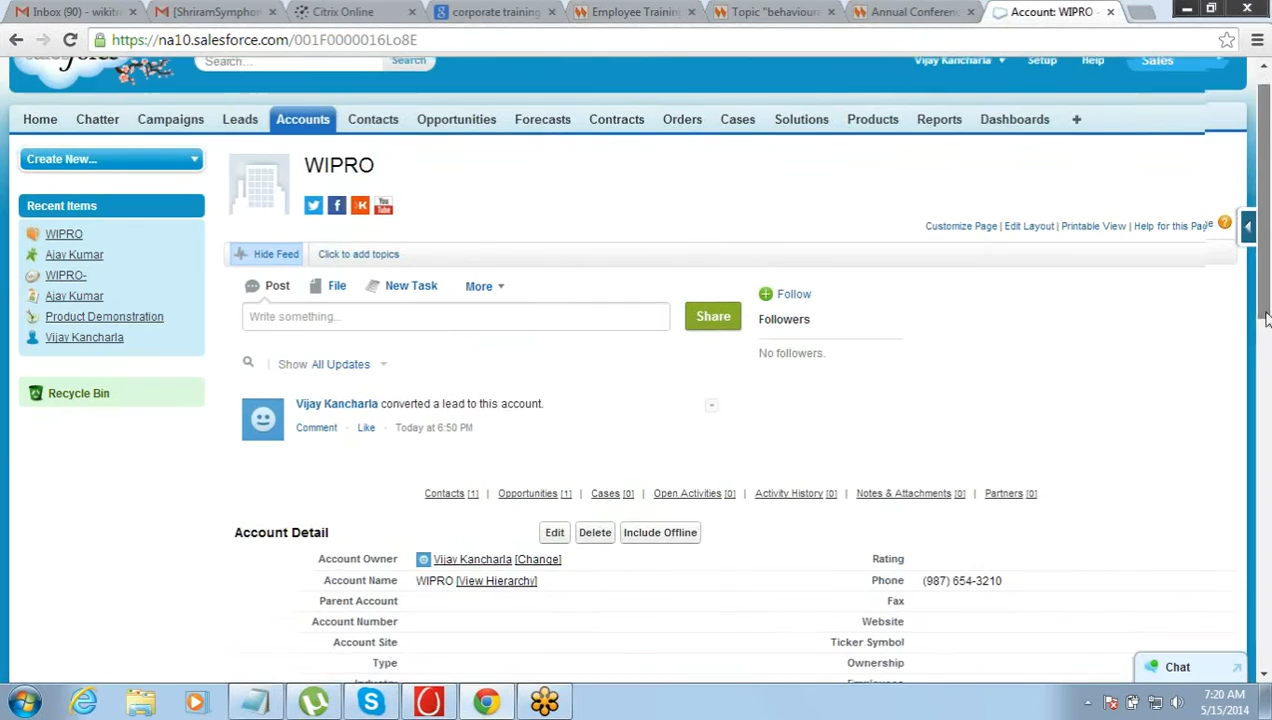 Inbox (90) - wikitr
[ShriramSymphon
Citrix Online
corporate training
Employee Trainin
Topic "behaviour
Annual Conferen
Account: WIPRO -
https://na10.salesforce.com/001F0000016Lo8E
Search...
Search
Vijay Kancharla
Setup
Help
Sales
Home
Chatter
Campaigns
Leads
Accounts
Contacts
Opportunities
Forecasts
Contracts
Orders
Cases
Solutions
Products
Reports
Dashboards
+
Create New...
Recent Items
WIPRO
Ajay Kumar
WIPRO-
Ajay Kumar
Product Demonstration
Vijay Kancharla
Recycle Bin
WIPRO
You Tube
Customize Page | Edit Layout | Printable View | Help for this Page
Hide Feed
Click to add topics
Post
File
New Task
More
Write something...
Share
Follow
Followers
No followers.
Show All Updates
Vijay Kancharla converted a lead to this account.
Comment · Like · Today at 6:50 PM
Contacts [1] | Opportunities [1] | Cases [0] | Open Activities [0] | Activity History [0] | Notes & Attachments [0] | Partners [0]
Account Detail
Edit
Delete
Include Offline
Account Owner Vijay Kancharla [Change]
Rating
Account Name WIPRO [View Hierarchy]
Phone (987) 654-3210
Parent Account
Fax
Account Number
Website
Account Site
Ticker Symbol
Type
Ownership
Chat
7:20 AM
5/15/2014